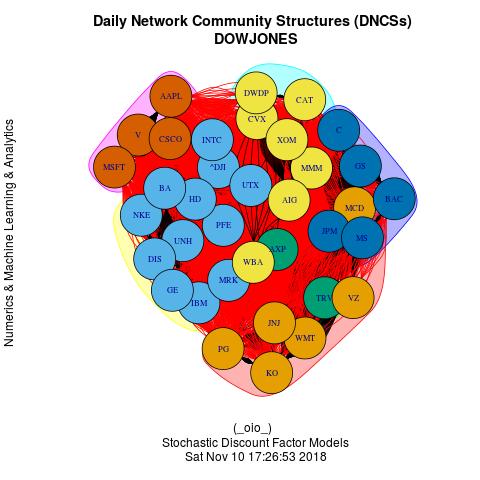 Daily Network Community Structures (DNCSs)
DOWJONES
Numerics & Machine Learning & Analytics
AAPL
DWDP
CAT
CVX
V
CSCO
INTC
XOM
C
MSFT
^DJI
MMM
GS
BA
HD
UTX
AIG
MCD
BAC
NKE
PFE
JPM
MS
UNH
AXP
DIS
WBA
GE
MRK
IBM
TRV
VZ
JNJ
WMT
PG
KO
(_oio_)
Stochastic Discount Factor Models
Sat Nov 10 17:26:53 2018